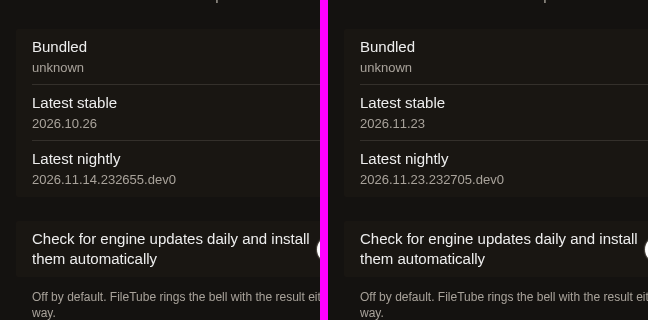 Bundled
unknown
Latest stable
2026.10.26
Latest nightly
2026.11.14.232655.dev0
Check for engine updates daily and install
them automatically
Off by default. FileTube rings the bell with the result
way.
Bundled
unknown
Latest stable
2026.11.23
Latest nightly
2026.11.23.232705.dev0
Check for engine updates daily and install
them automatically
Off by default. FileTube rings the bell with the result
way.